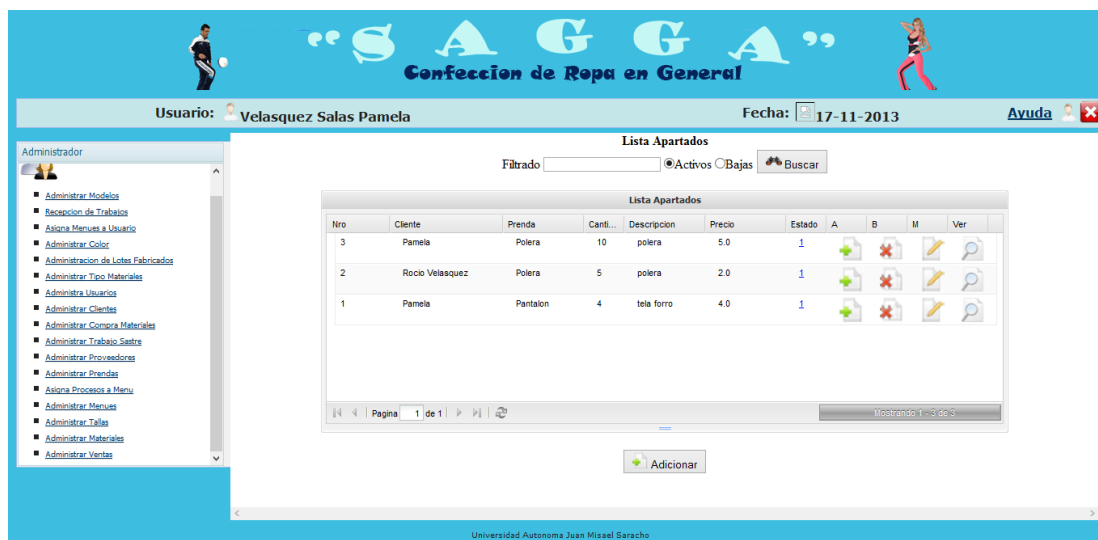 “S A G G A”
Confeccion de Ropa en General
Usuario: Velasquez Salas Pamela Fecha: 17-11-2013 Ayuda
Administrador
Administrar Modelos
Recepcion de Trabajos
Asigna Menues a Usuario
Administrar Color
Administracion de Lotes Fabricados
Administrar Tipo Materiales
Administra Usuarios
Administrar Clientes
Administrar Compra Materiales
Administrar Trabajo Sastre
Administrar Proveedores
Administrar Prendas
Asigna Procesos a Menu
Administrar Menues
Administrar Tallas
Administrar Materiales
Administrar Ventas
Lista Apartados
Filtrado Activos Bajas Buscar
Lista Apartados
Nro Cliente Prenda Canti... Descripcion Precio Estado A B M Ver
3 Pamela Polera 10 polera 5.0 1
2 Rocio Velasquez Polera 5 polera 2.0 1
1 Pamela Pantalon 4 tela forro 4.0 1
Pagina 1 de 1 Mostrando 1 - 3 de 3
Adicionar
Universidad Autonoma Juan Misael Saracho